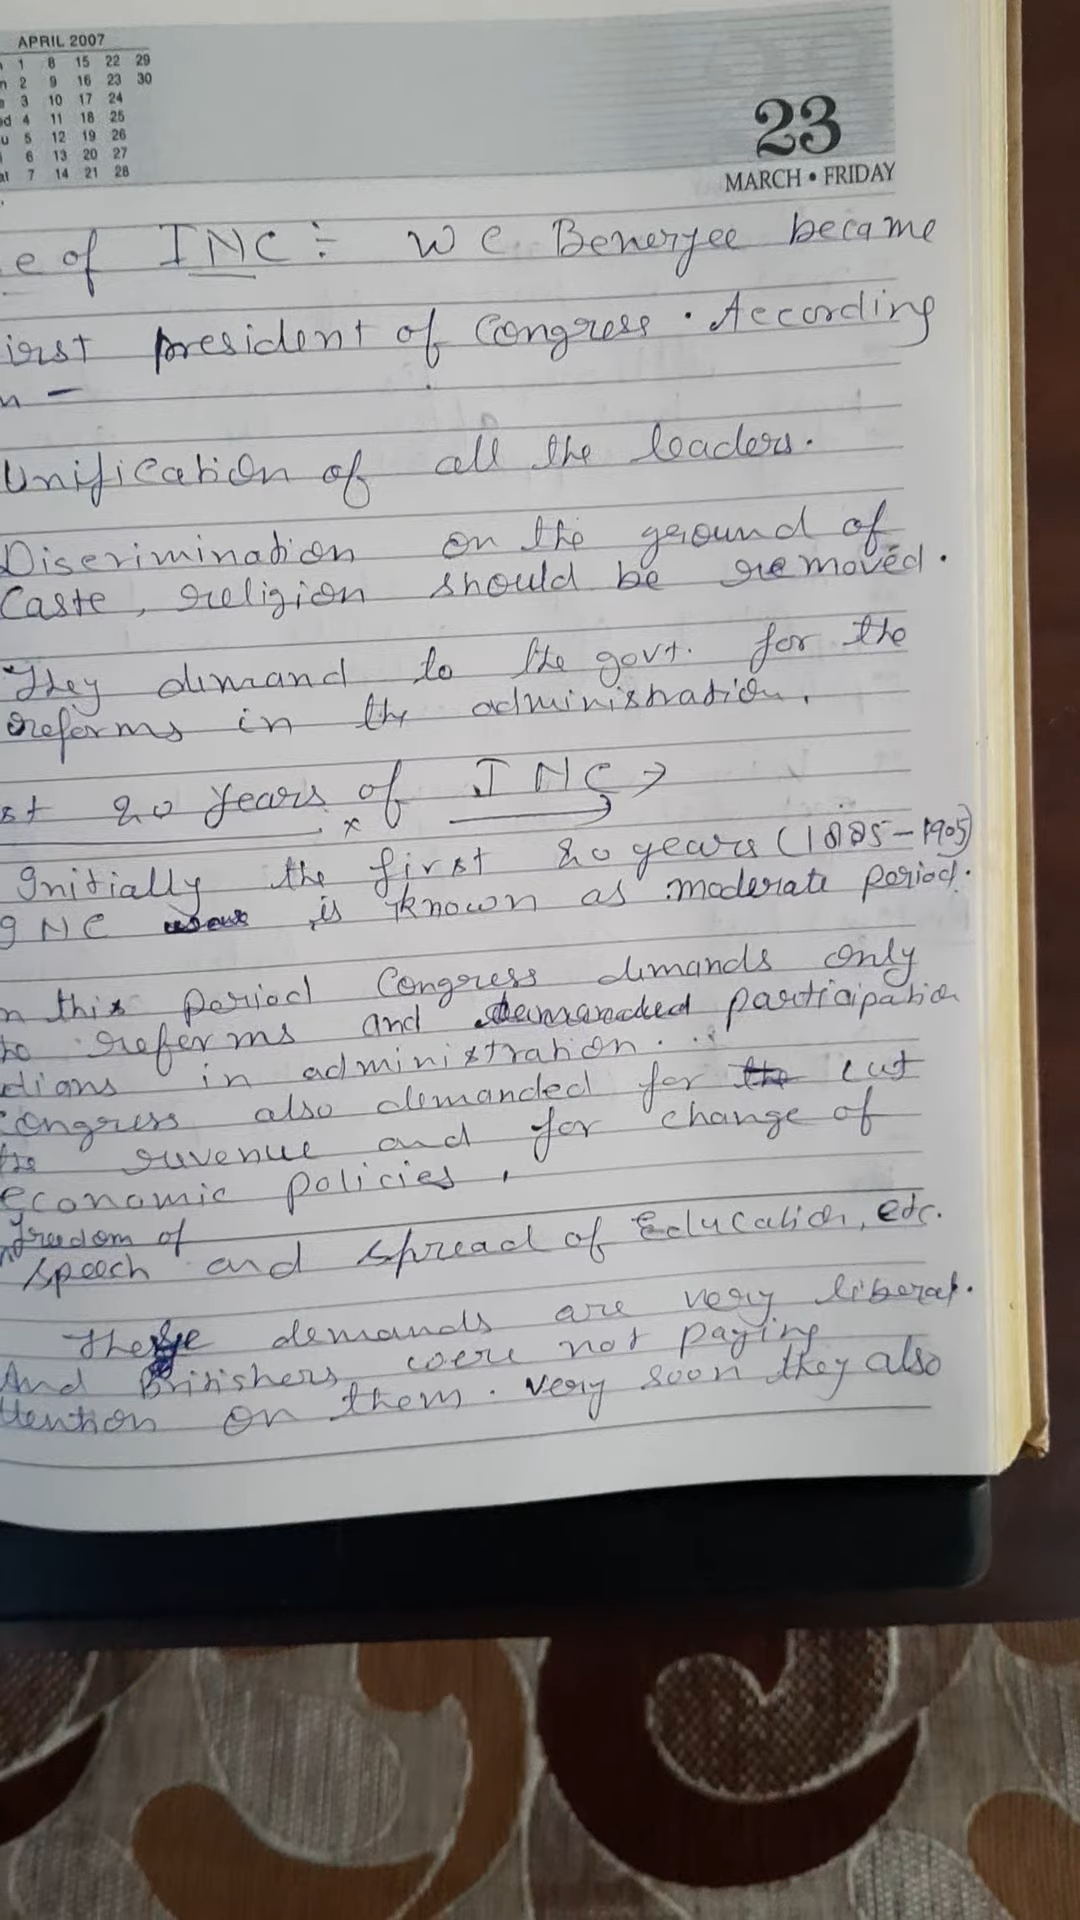 APRIL 2007
1 8 15 22 29
2 9 16 23 30
3 10 17 24
4 11 18 25
5 12 19 26
6 13 20 27
7 14 21 28
23
MARCH • FRIDAY
e of INC :- W C. Benerjee became
irst president of Congress. According
n -
Unification of all the leaders.
Discrimination on the ground of
Caste, religion should be removed.
They dimand to the govt. for the
reforms in the administration.
st 20 years of INC →
Initially the first 20 years (1885-1905)
INC is known as moderate period.
n this period Congress dimands only
to reforms and demanded participation
dians in administration.
Congress also demanded for the cut
the revenue and for change of
economic policies.
freedom of
speech and spread of Education, etc.
These demands are very liberal.
And Britishers were not paying
ttention on them. very soon they also